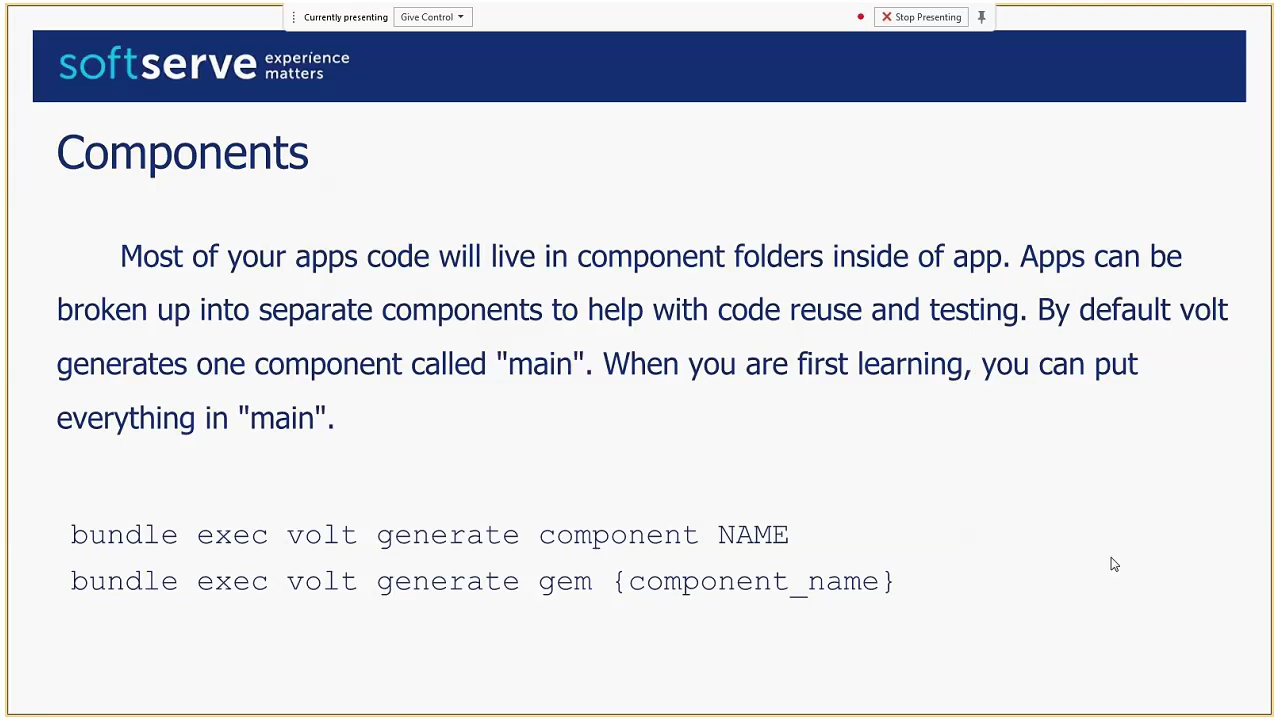 Currently presenting Give Control Stop Presenting
softserve experience
matters
Components
Most of your apps code will live in component folders inside of app. Apps can be
broken up into separate components to help with code reuse and testing. By default volt
generates one component called "main". When you are first learning, you can put
everything in "main".
bundle exec volt generate component NAME
bundle exec volt generate gem {component_name}